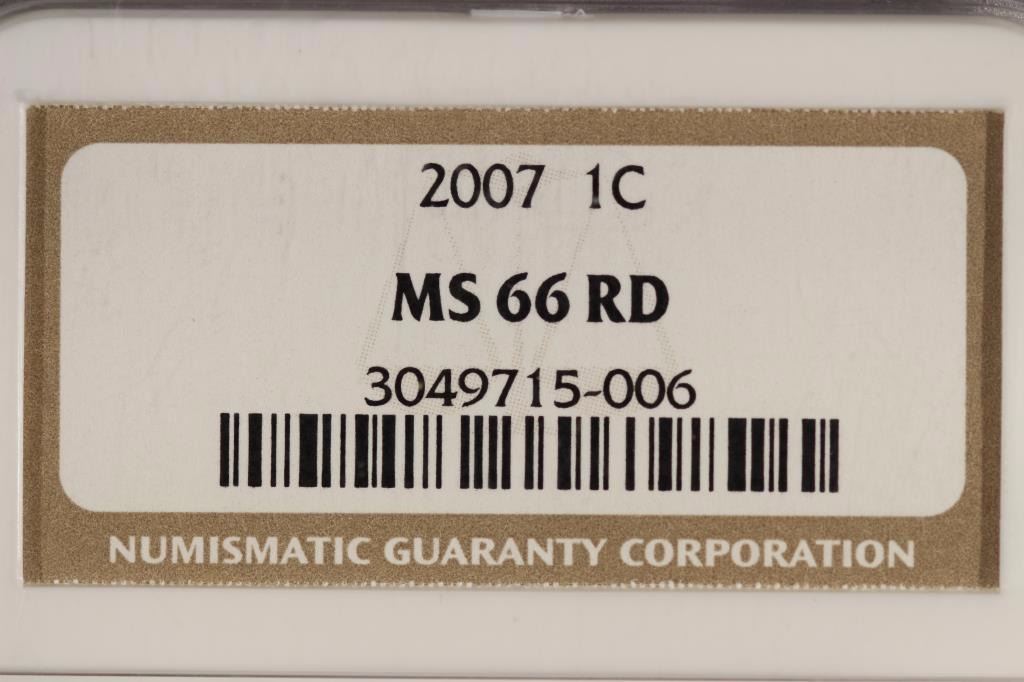 2007 1C
MS 66 RD
3049715-006
NUMISMATIC GUARANTY CORPORATION